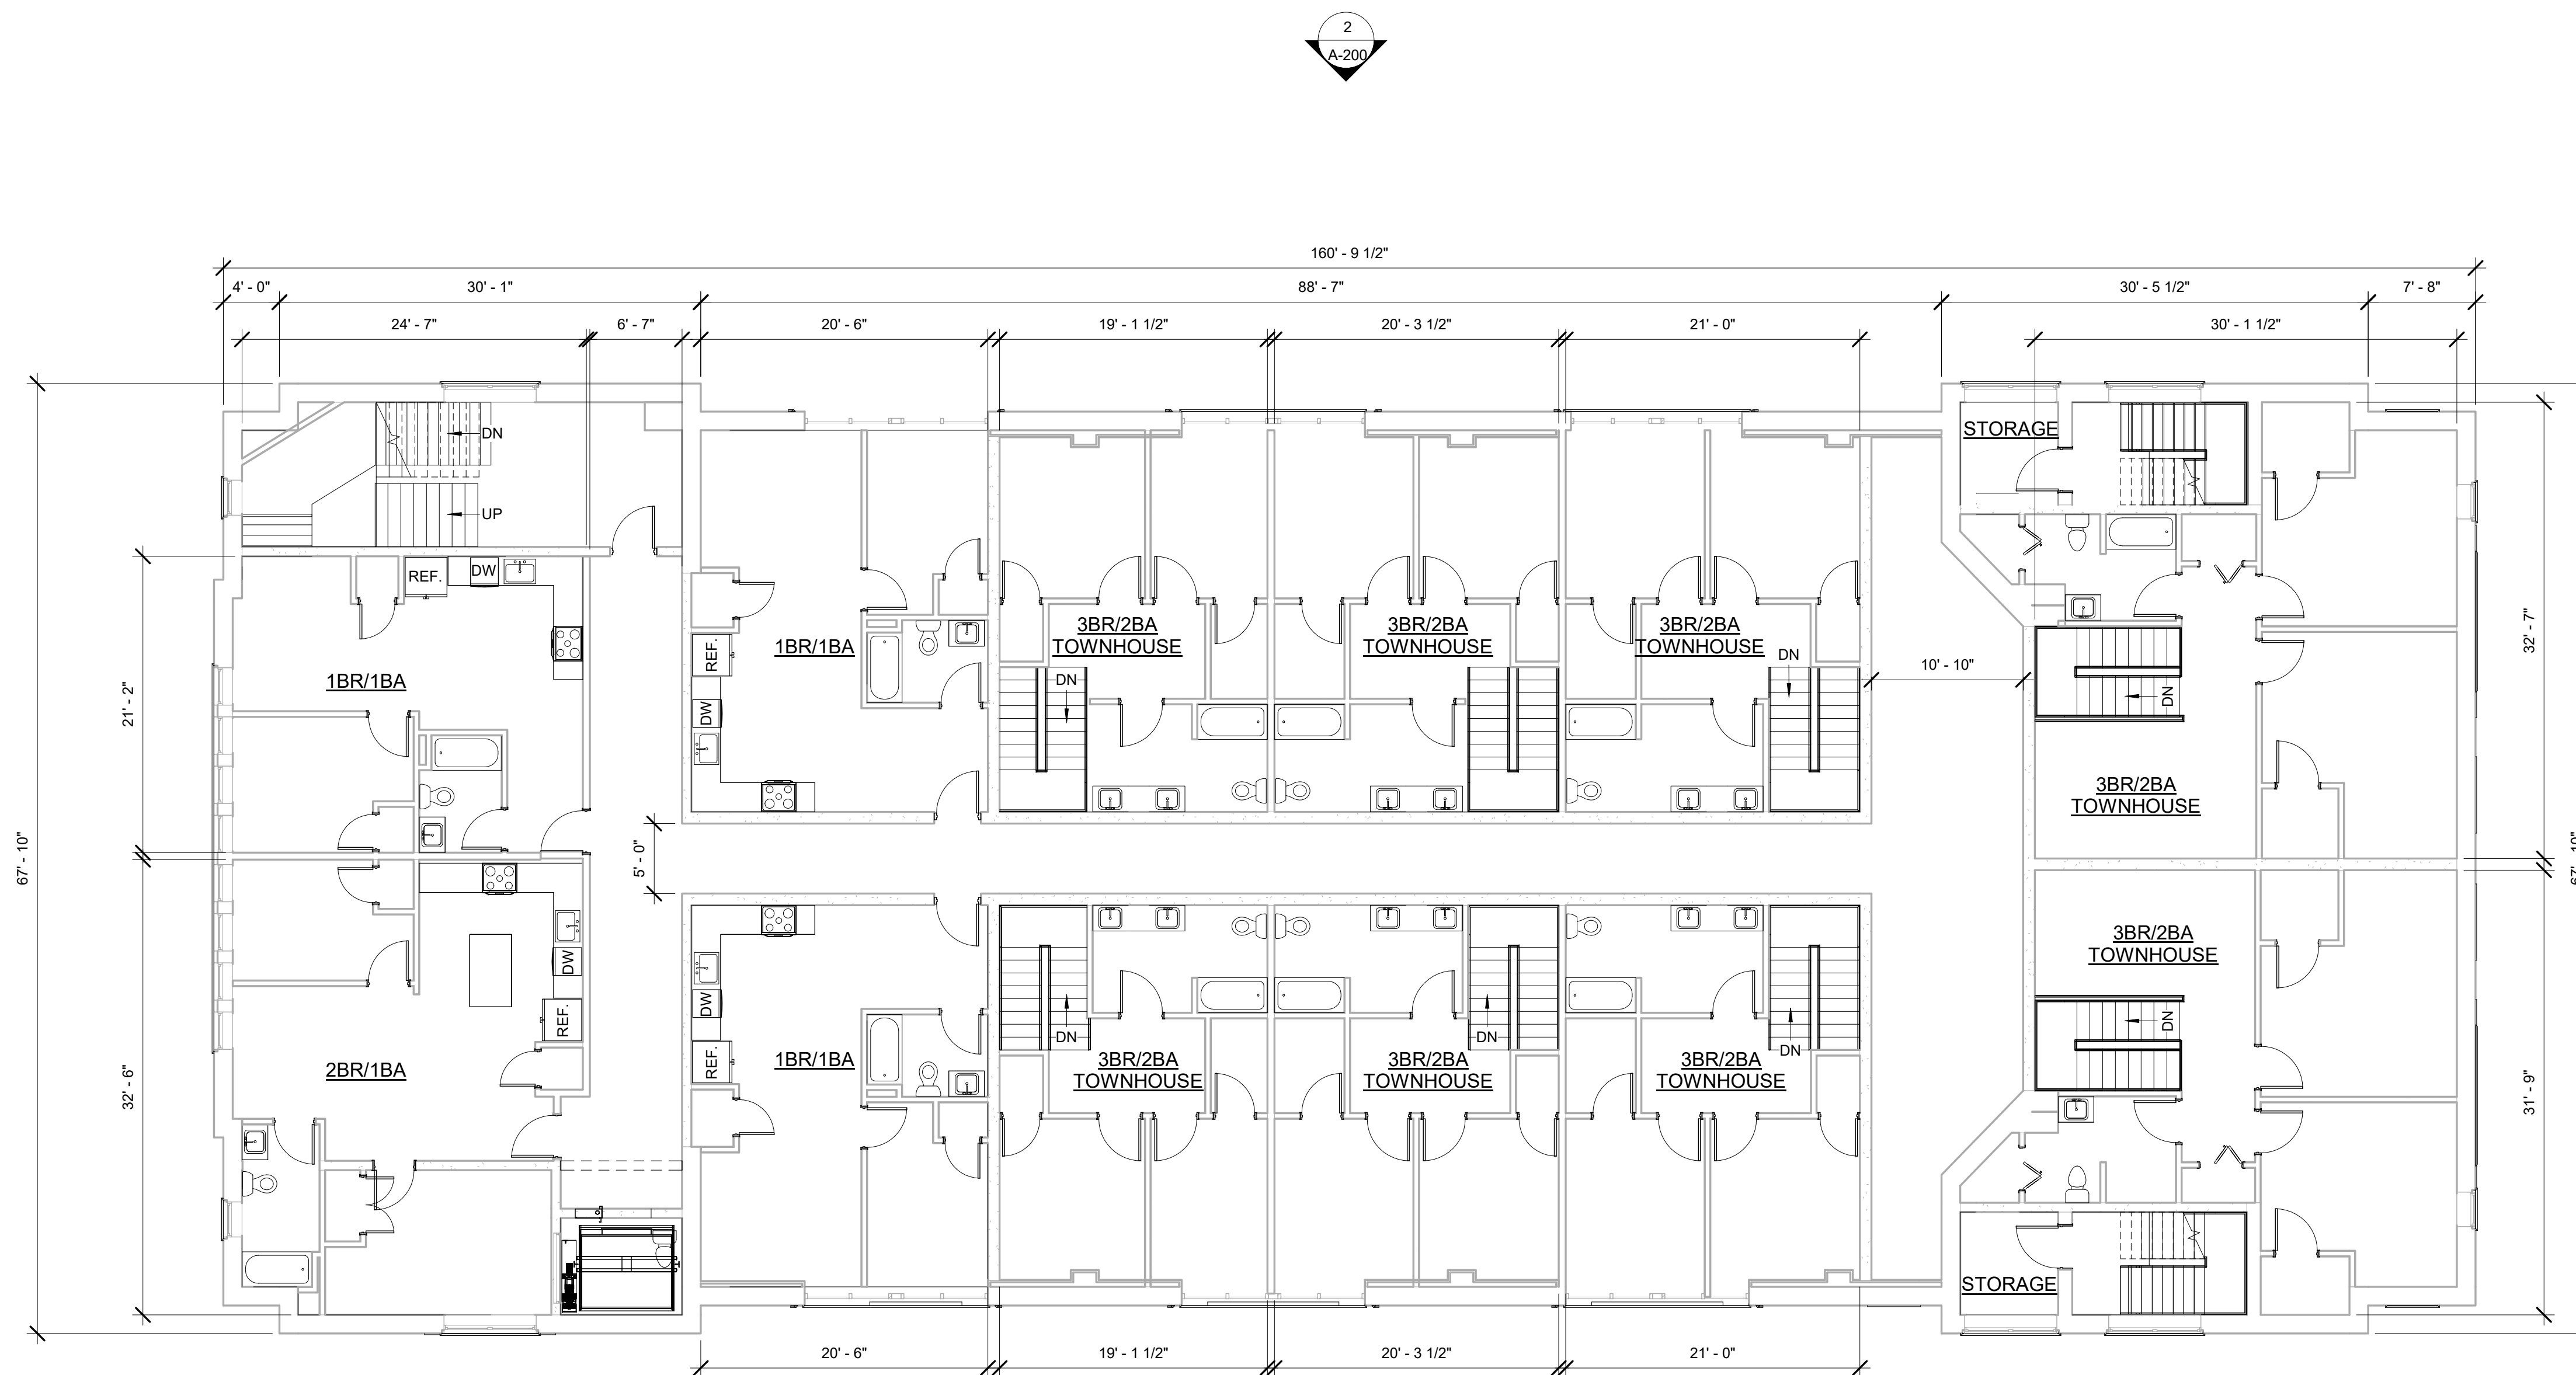 2
A-200
160' - 9 1/2"
4' - 0"
30' - 1"
88' - 7"
30' - 5 1/2"
7' - 8"
24' - 7"
6' - 7"
20' - 6"
19' - 1 1/2"
20' - 3 1/2"
21' - 0"
30' - 1 1/2"
DN
UP
STORAGE
REF.
DW
1BR/1BA
21' - 2"
REF.
DW
1BR/1BA
3BR/2BA
TOWNHOUSE
DN
3BR/2BA
TOWNHOUSE
3BR/2BA
TOWNHOUSE
DN
10' - 10"
DN
32' - 7"
3BR/2BA
TOWNHOUSE
67' - 10"
5' - 0"
67' - 10"
DW
REF.
2BR/1BA
32' - 6"
DW
REF.
1BR/1BA
DN
3BR/2BA
TOWNHOUSE
DN
3BR/2BA
TOWNHOUSE
DN
3BR/2BA
TOWNHOUSE
3BR/2BA
TOWNHOUSE
DN
31' - 9"
STORAGE
20' - 6"
19' - 1 1/2"
20' - 3 1/2"
21' - 0"